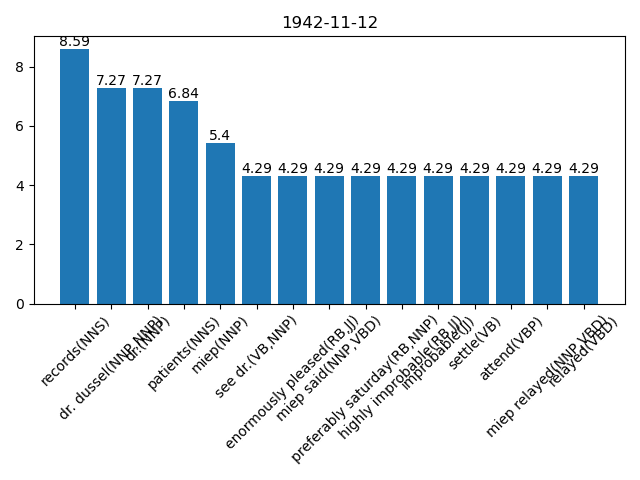 1942-11-12
8.59
7.27
7.27
6.84
5.4
4.29
4.29
4.29
4.29
4.29
4.29
4.29
4.29
4.29
4.29
8
6
4
2
0
records(NNS)
dr. dussel(NNP,NNP)
dr.(NNP)
patients(NNS)
miep(NNP)
see dr.(VB,NNP)
enormously pleased(RB,JJ)
miep said(NNP,VBD)
preferably saturday(RB,NNP)
highly improbable(RB,JJ)
improbable(JJ)
settle(VB)
attend(VBP)
miep relayed(NNP,VBD)
relayed(VBD)